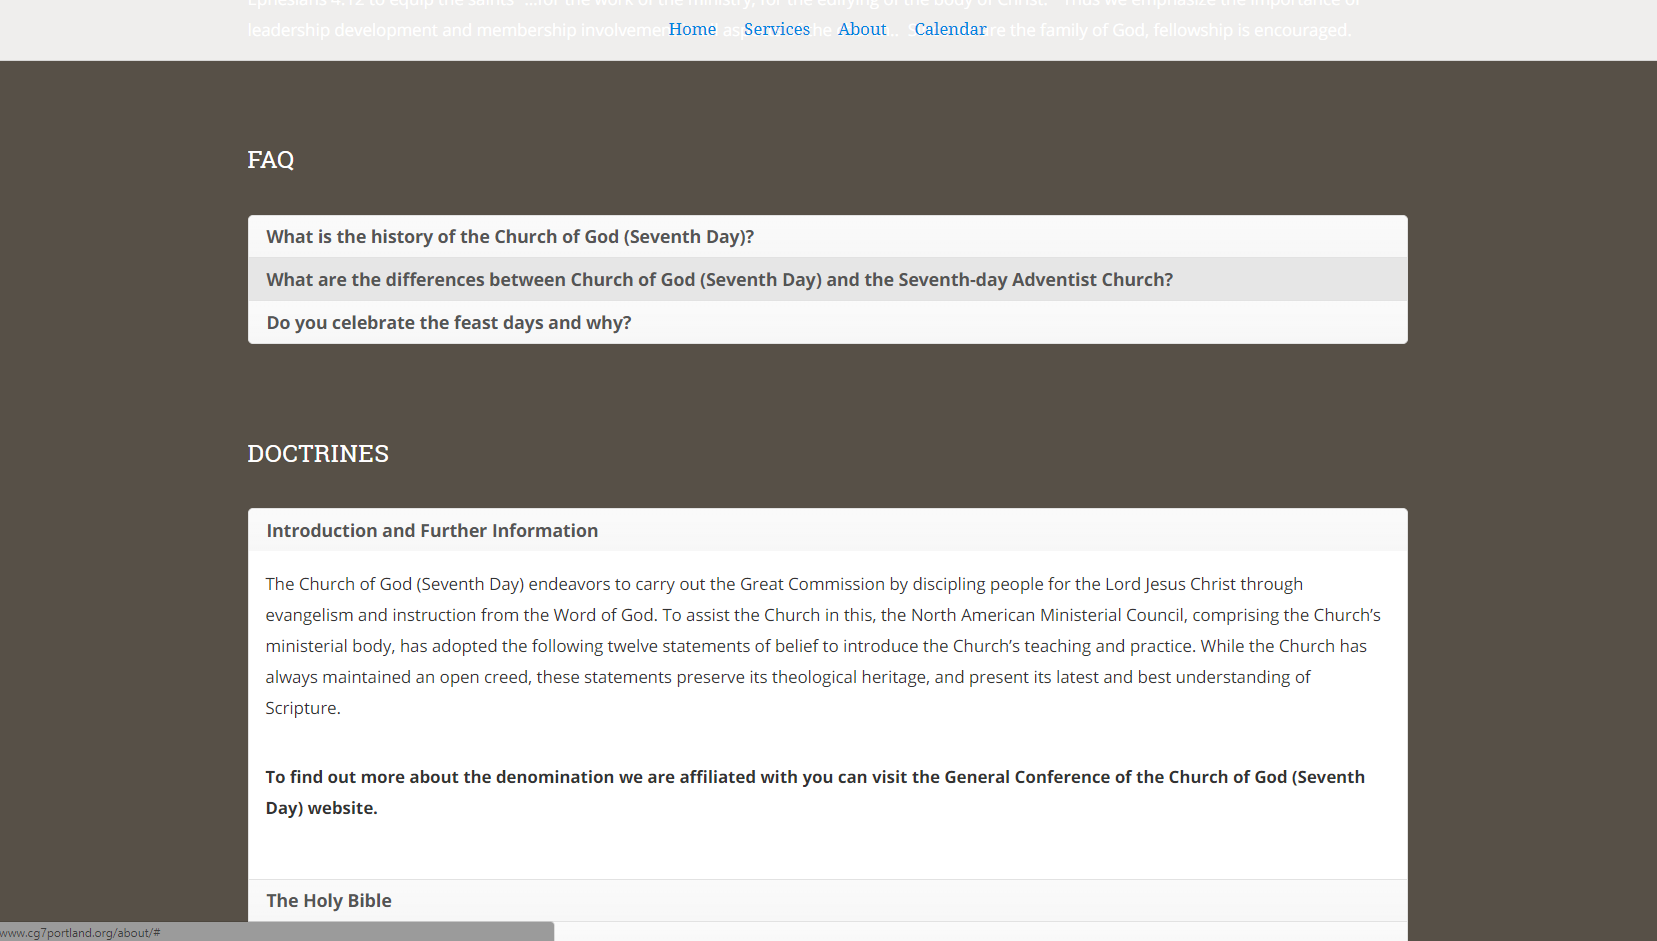 Ephesians 4:12 to equip the saints "...for the work of the ministry, for the edifying of the body of Christ." Thus we emphasize the importance of
leadership development and membership involvement the are the family of God, fellowship is encouraged.
Home Services About Calendar
FAQ
What is the history of the Church of God (Seventh Day)?
What are the differences between Church of God (Seventh Day) and the Seventh-day Adventist Church?
Do you celebrate the feast days and why?
DOCTRINES
Introduction and Further Information
The Church of God (Seventh Day) endeavors to carry out the Great Commission by discipling people for the Lord Jesus Christ through
evangelism and instruction from the Word of God. To assist the Church in this, the North American Ministerial Council, comprising the Church's
ministerial body, has adopted the following twelve statements of belief to introduce the Church's teaching and practice. While the Church has
always maintained an open creed, these statements preserve its theological heritage, and present its latest and best understanding of
Scripture.
To find out more about the denomination we are affiliated with you can visit the General Conference of the Church of God (Seventh
Day) website.
The Holy Bible
www.cg7portland.org/about/#